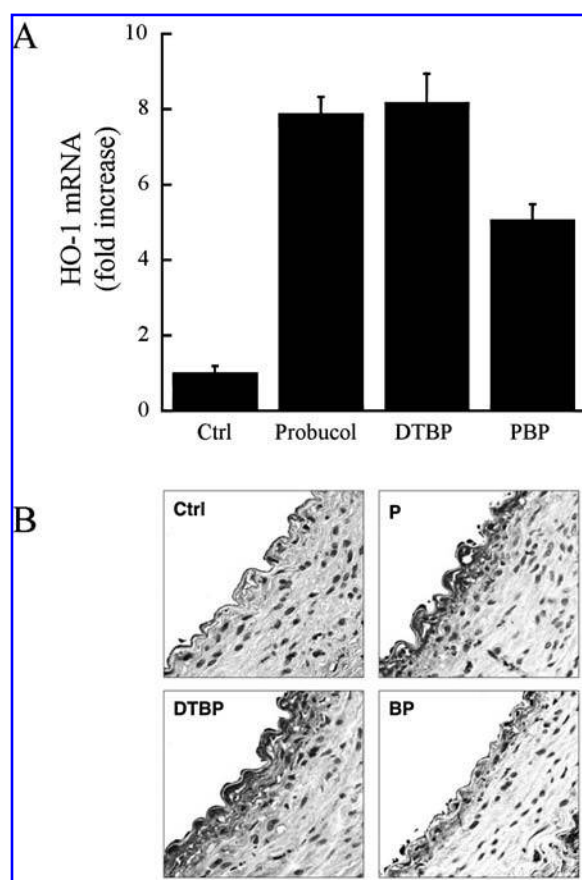 A
HO-1 mRNA
(fold increase)
10
8
6
4
2
0
Ctrl Probucol DTBP PBP
B
Ctrl P
DTBP BP